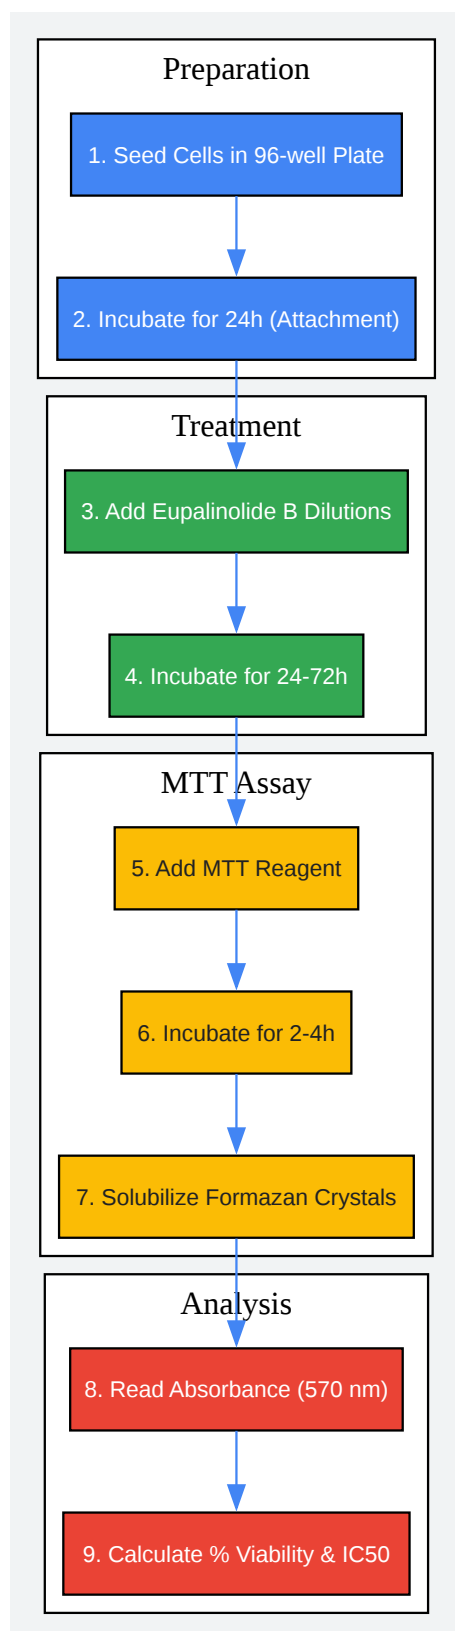 Preparation
1. Seed Cells in 96-well Plate
2. Incubate for 24h (Attachment)
Treatment
3. Add Eupalinolide B Dilutions
4. Incubate for 24-72h
MTT Assay
5. Add MTT Reagent
6. Incubate for 2-4h
7. Solubilize Formazan Crystals
Analysis
8. Read Absorbance (570 nm)
9. Calculate % Viability & IC50